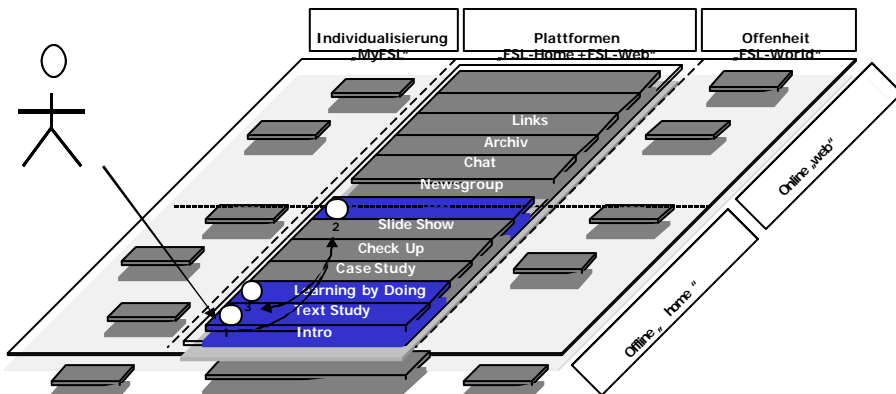 Individualisierung
„MyFSL“
Plattformen
„FSL-Home +FSL-Web“
Offenheit
„FSL-World“
Links
Archiv
Chat
Newsgroup
2
Slide Show
Check Up
Case Study
Learning by Doing
3
Text Study
1
Intro
Online „web“
Offline „ home “